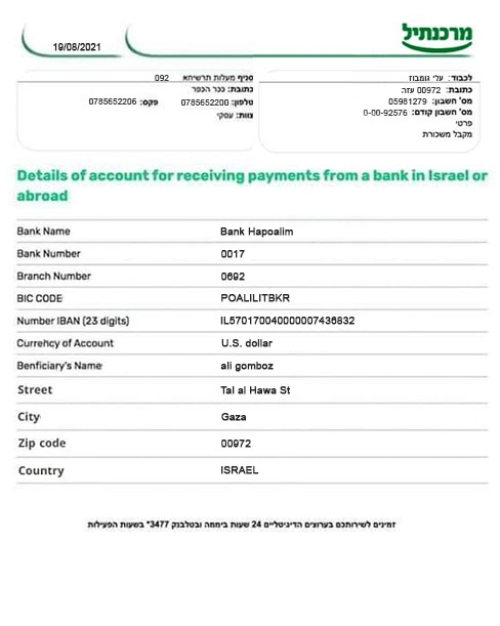 מרכנתיל
19/08/2021
לכבוד: עלי גומבוז
כתובת: 00972 עזה
מס' חשבון: 05981279
מס' חשבון קודם: 0-00-92576
פרטי
מקבל משכורת
סניף מעלות תרשיחא 092
כתובת: ככר הכפר
טלפון: 0785652200 פקס: 0785652206
צוות: עסקי
Details of account for receiving payments from a bank in Israel or
abroad
Bank Name Bank Hapoalim
Bank Number 0017
Branch Number 0692
BIC CODE POALILITBKR
Number IBAN (23 digits) IL570170040000007436832
Currehcy of Account U.S. dollar
Benficiary's Name ali gomboz
Street Tal al Hawa St
City Gaza
Zip code 00972
Country ISRAEL
זמינים לשירותכם בערוצים הדיגיטליים 24 שעות ביממה ובטלבנק 3477* בשעות הפעילות